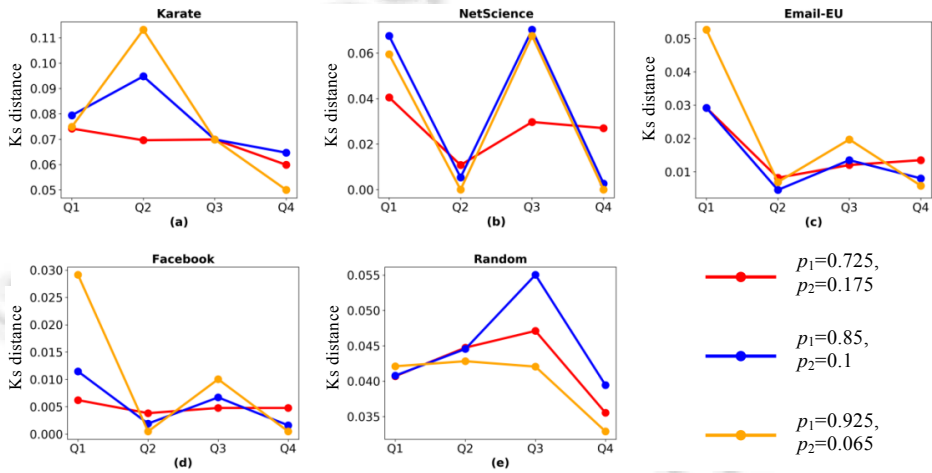 Karate
Ks distance
0.11
0.10
0.09
0.08
0.07
0.06
0.05
Q1 Q2 Q3 Q4
(a)
NetScience
Ks distance
0.06
0.04
0.02
0.00
Q1 Q2 Q3 Q4
(b)
Email-EU
Ks distance
0.05
0.04
0.03
0.02
0.01
Q1 Q2 Q3 Q4
(c)
Facebook
Ks distance
0.030
0.025
0.020
0.015
0.010
0.005
0.000
Q1 Q2 Q3 Q4
(d)
Random
Ks distance
0.055
0.050
0.045
0.040
0.035
Q1 Q2 Q3 Q4
(e)
p1=0.725,
p2=0.175
p1=0.85,
p2=0.1
p1=0.925,
p2=0.065